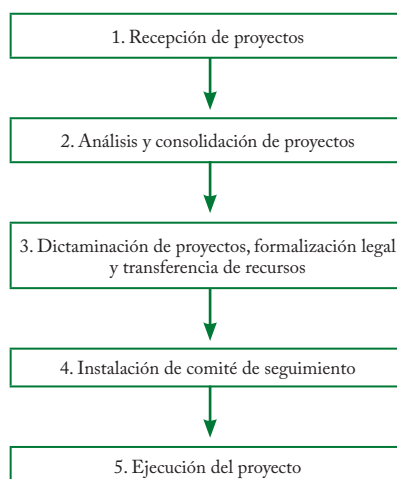 1. Recepción de proyectos
2. Análisis y consolidación de proyectos
3. Dictaminación de proyectos, formalización legal
y transferencia de recursos
4. Instalación de comité de seguimiento
5. Ejecución del proyecto